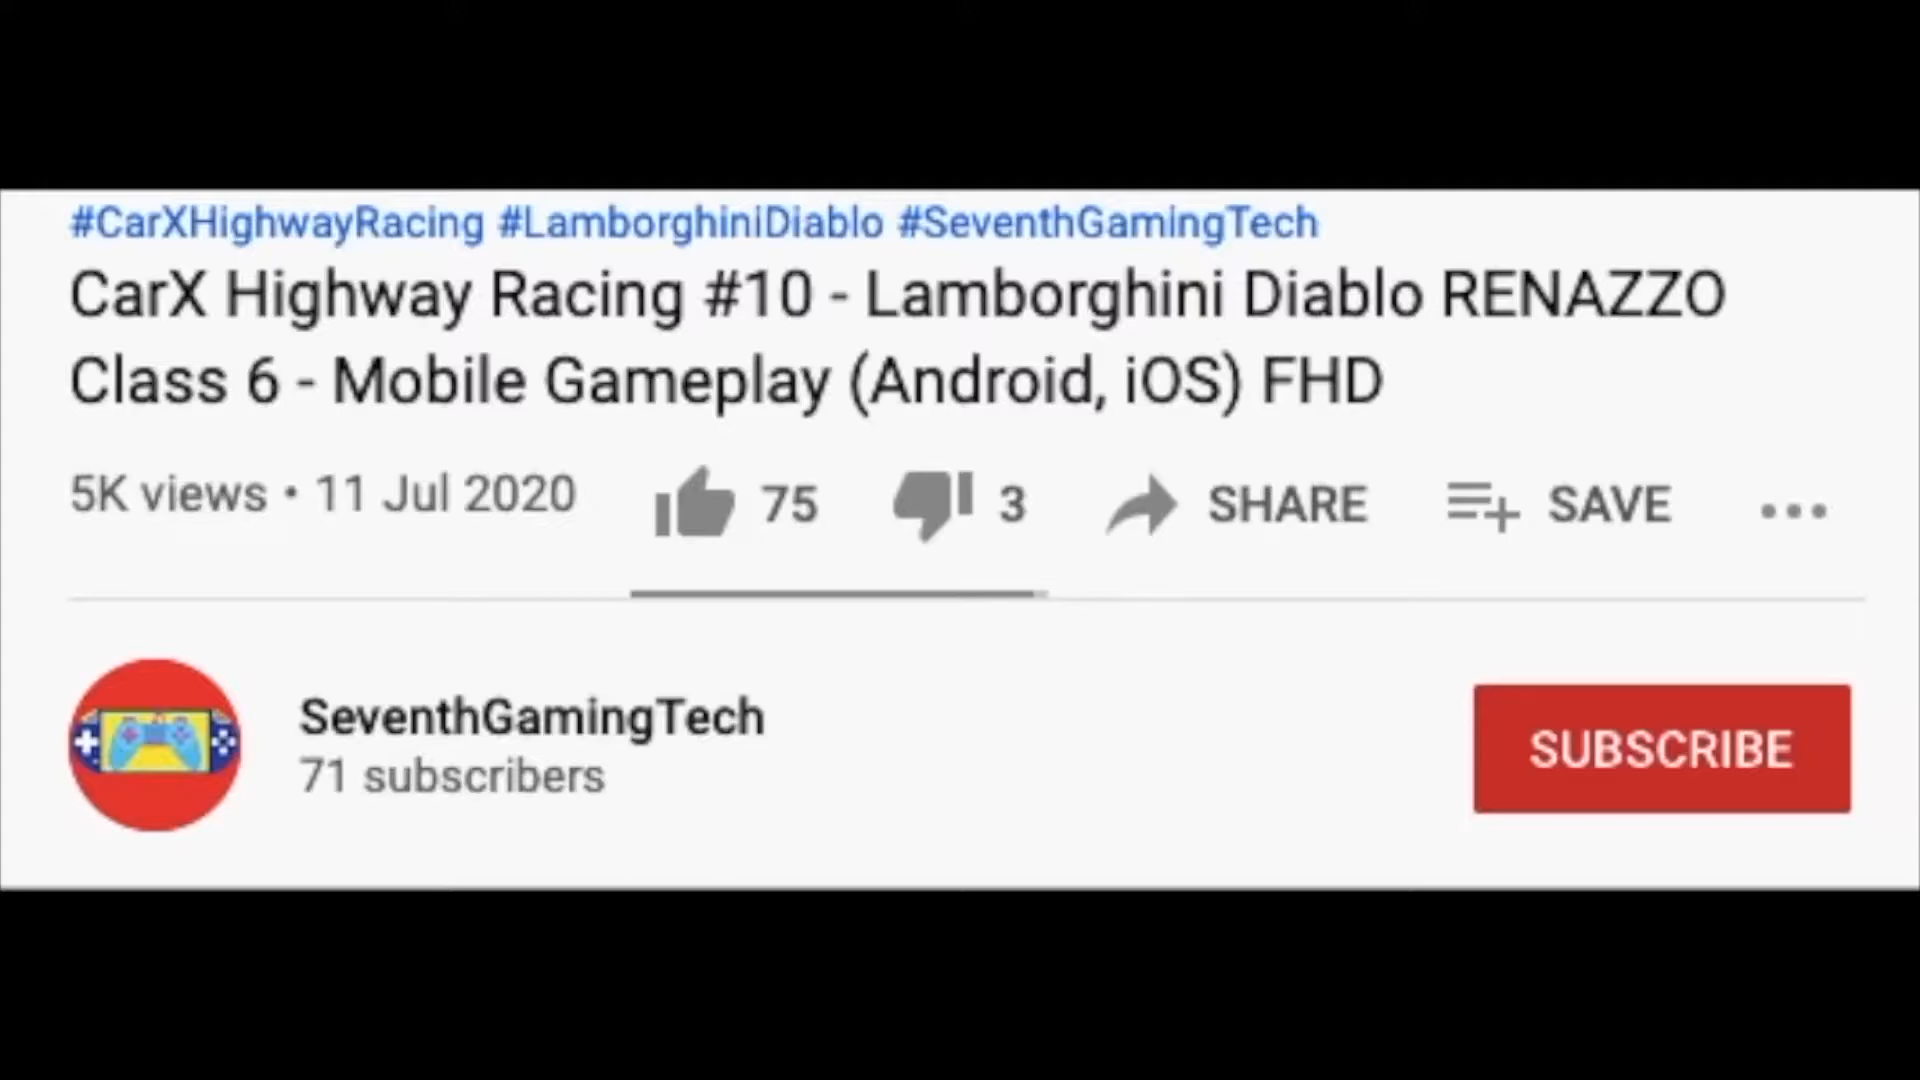 #CarXHighwayRacing #LamborghiniDiablo #SeventhGamingTech
CarX Highway Racing #10 - Lamborghini Diablo RENAZZO
Class 6 - Mobile Gameplay (Android, iOS) FHD
5K views • 11 Jul 2020 75 3 SHARE SAVE ...
SeventhGamingTech
71 subscribers
SUBSCRIBE